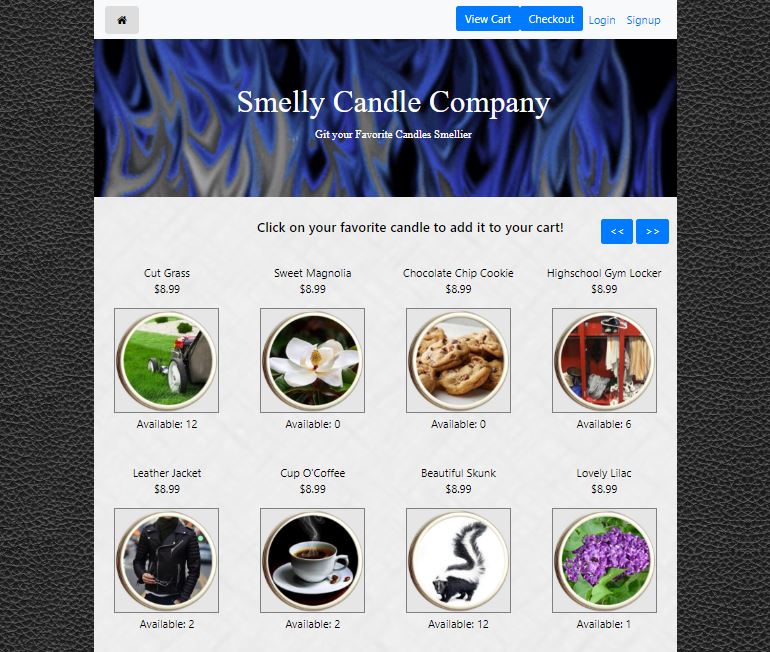 View Cart Checkout Login Signup
Smelly Candle Company
Git your Favorite Candles Smellier
Click on your favorite candle to add it to your cart! << >>
Cut Grass Sweet Magnolia Chocolate Chip Cookie Highschool Gym Locker
$8.99 $8.99 $8.99 $8.99
Available: 12 Available: 0 Available: 0 Available: 6
Leather Jacket Cup O'Coffee Beautiful Skunk Lovely Lilac
$8.99 $8.99 $8.99 $8.99
Available: 2 Available: 2 Available: 12 Available: 1